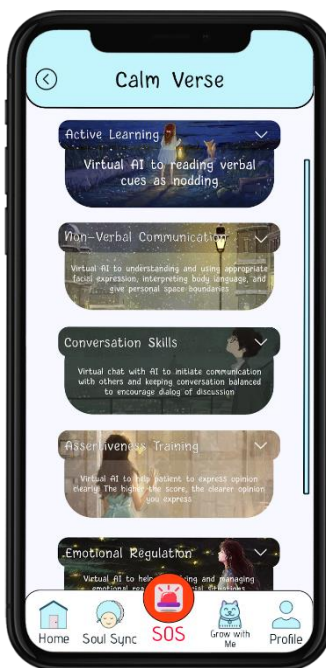 Calm Verse
Active Learning
Virtual AI to reading verbal
cues as nodding
Non-Verbal Communication
Virtual AI to understanding and using appropriate
facial expression, interpreting body language, and
give personal space boundaries
Conversation Skills
Virtual chat with AI to initiate communication
with others and keeping conversation balanced
to encourage dialog of discussion
Assertiveness Training
Virtual AI to help patient to express opinion
clearly! The higher the score, the clearer opinion
you express
Emotional Regulation
Virtual AI to help and managing
emotional situations
Home
Soul Sync
SOS
Grow with
Me
Profile